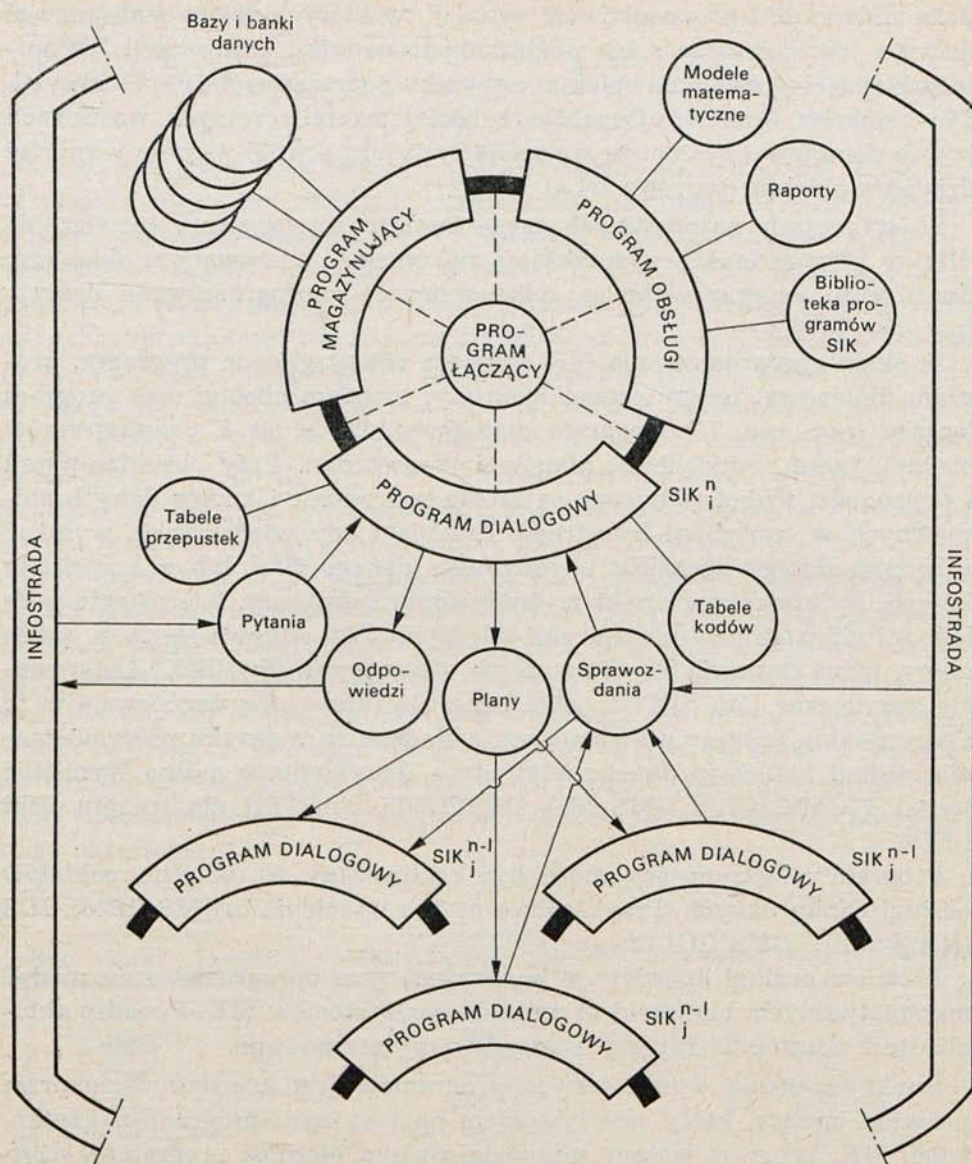 Bazy i banki
danych
Modele
matema-
tyczne
Raporty
Biblio-
teka pro-
gramów
SIK
PROGRAM
MAGAZYNUJĄCY
PROGRAM OBSŁUGI
PRO-
GRAM
ŁĄCZĄCY
PROGRAM DIALOGOWY
SIK n i
Tabele
przepustek
Pytania
Odpo-
wiedzi
Plany
Sprawoz-
dania
Tabele
kodów
INFOSTRADA
INFOSTRADA
PROGRAM DIALOGOWY
SIK n-l j
PROGRAM DIALOGOWY
SIK n-l j
PROGRAM DIALOGOWY
SIK n-l j